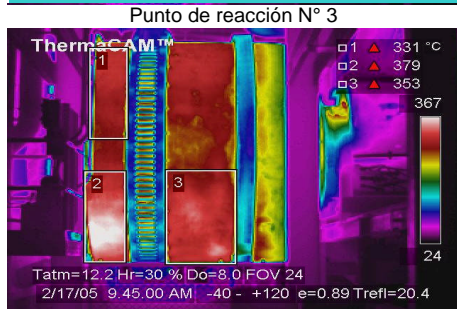 Punto de reacción N° 3
ThermaCAM™
1 331 °C
2 379
3 353
367
1
2
3
24
Tatm=12.2 Hr=30 % Do=8.0 FOV 24
2/17/05 9.45.00 AM -40 - +120 e=0.89 Trefl=20.4